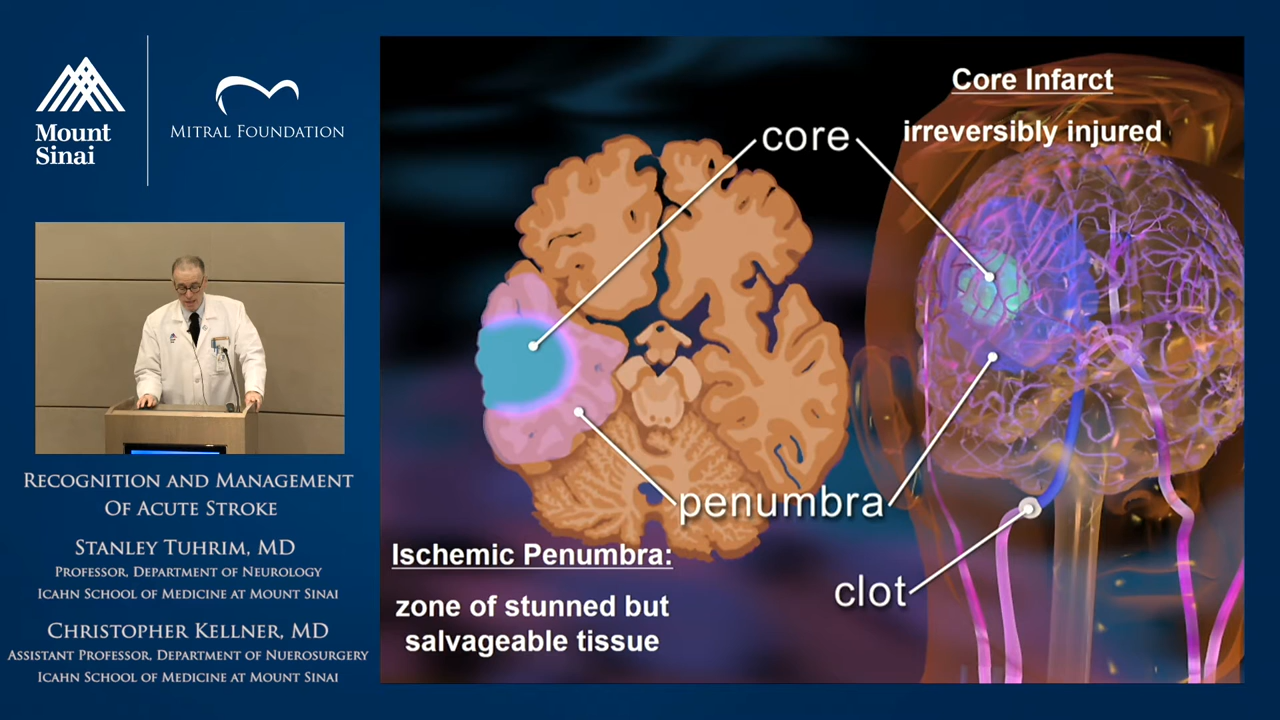 Mount
Sinai
MITRAL FOUNDATION
RECOGNITION AND MANAGEMENT
OF ACUTE STROKE
STANLEY TUHRIM, MD
PROFESSOR, DEPARTMENT OF NEUROLOGY
ICAHN SCHOOL OF MEDICINE AT MOUNT SINAI
CHRISTOPHER KELLNER, MD
ASSISTANT PROFESSOR, DEPARTMENT OF NUEROSURGERY
ICAHN SCHOOL OF MEDICINE AT MOUNT SINAI
Core Infarct
irreversibly injured
core
penumbra
Ischemic Penumbra:
zone of stunned but
salvageable tissue
clot